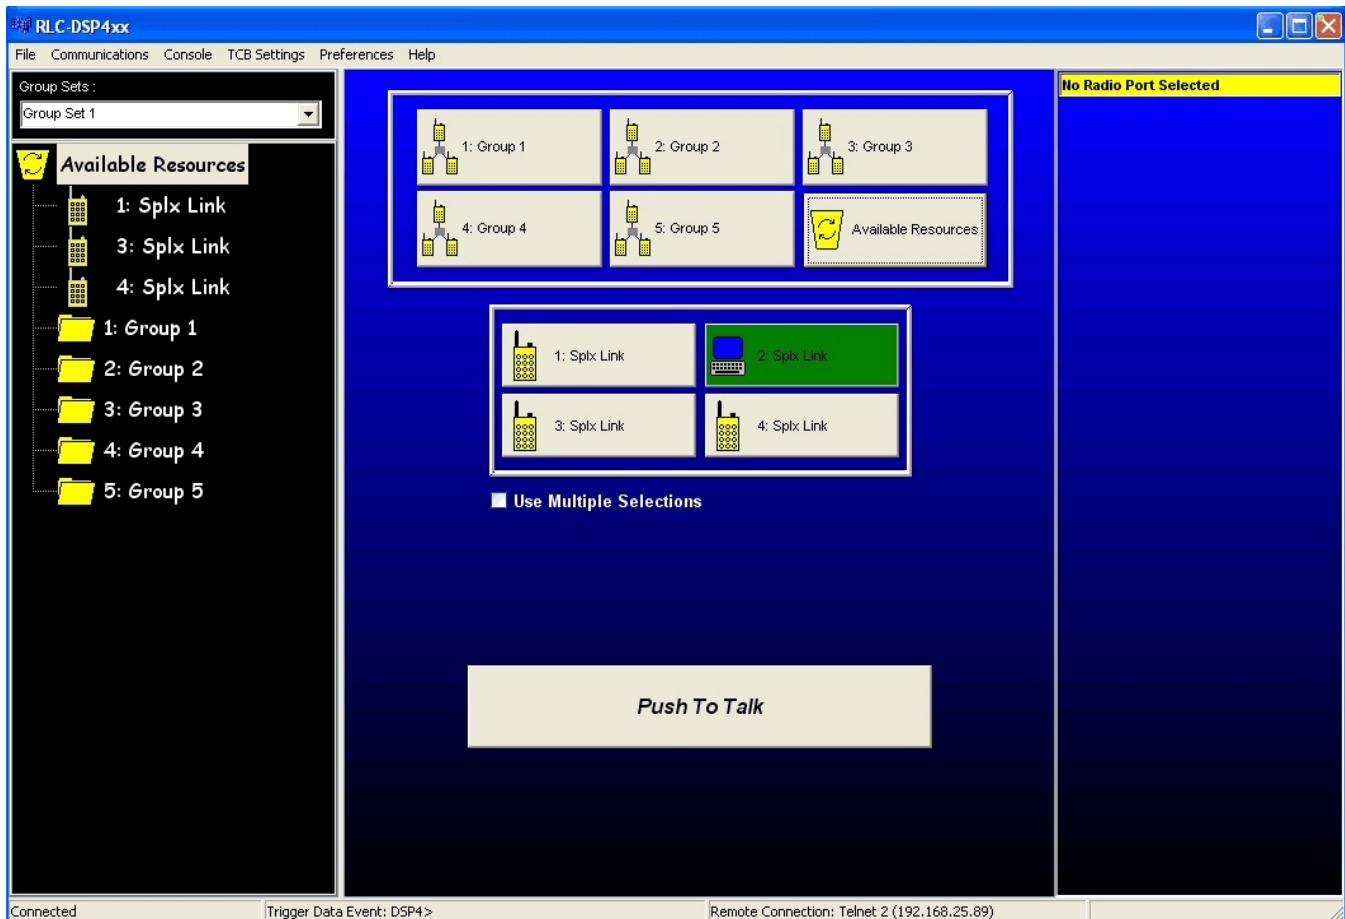 RLC-DSP4xx
File Communications Console TCB Settings Preferences Help
Group Sets :
Group Set 1
Available Resources
1: Splx Link
3: Splx Link
4: Splx Link
1: Group 1
2: Group 2
3: Group 3
4: Group 4
5: Group 5
1: Group 1 2: Group 2 3: Group 3
4: Group 4 5: Group 5 Available Resources
1: Splx Link 2: Splx Link
3: Splx Link 4: Splx Link
Use Multiple Selections
Push To Talk
No Radio Port Selected
Connected Trigger Data Event: DSP4> Remote Connection: Telnet 2 (192.168.25.89)